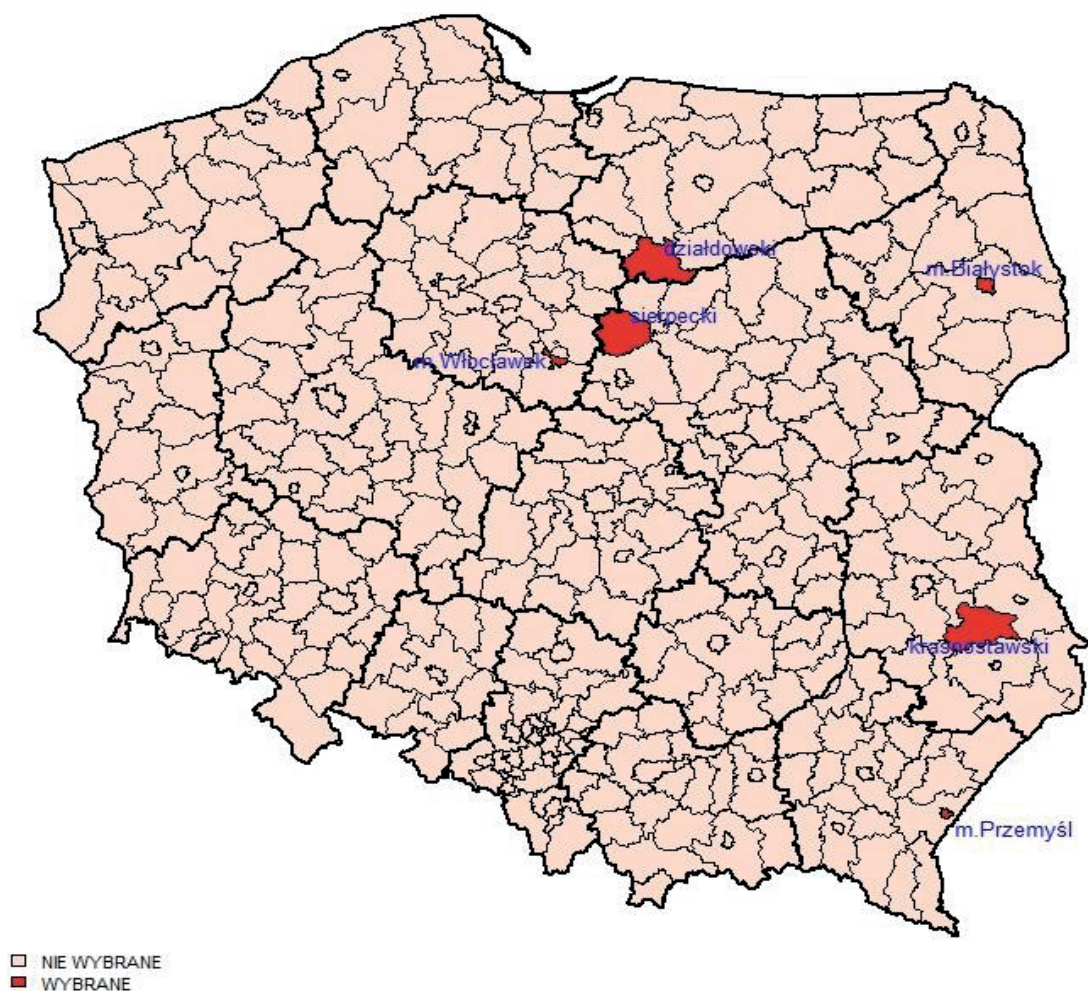 działdowski
m.Białystok
sierpecki
m.Włocławek
krasnostawski
m.Przemyśl
NIE WYBRANE
WYBRANE